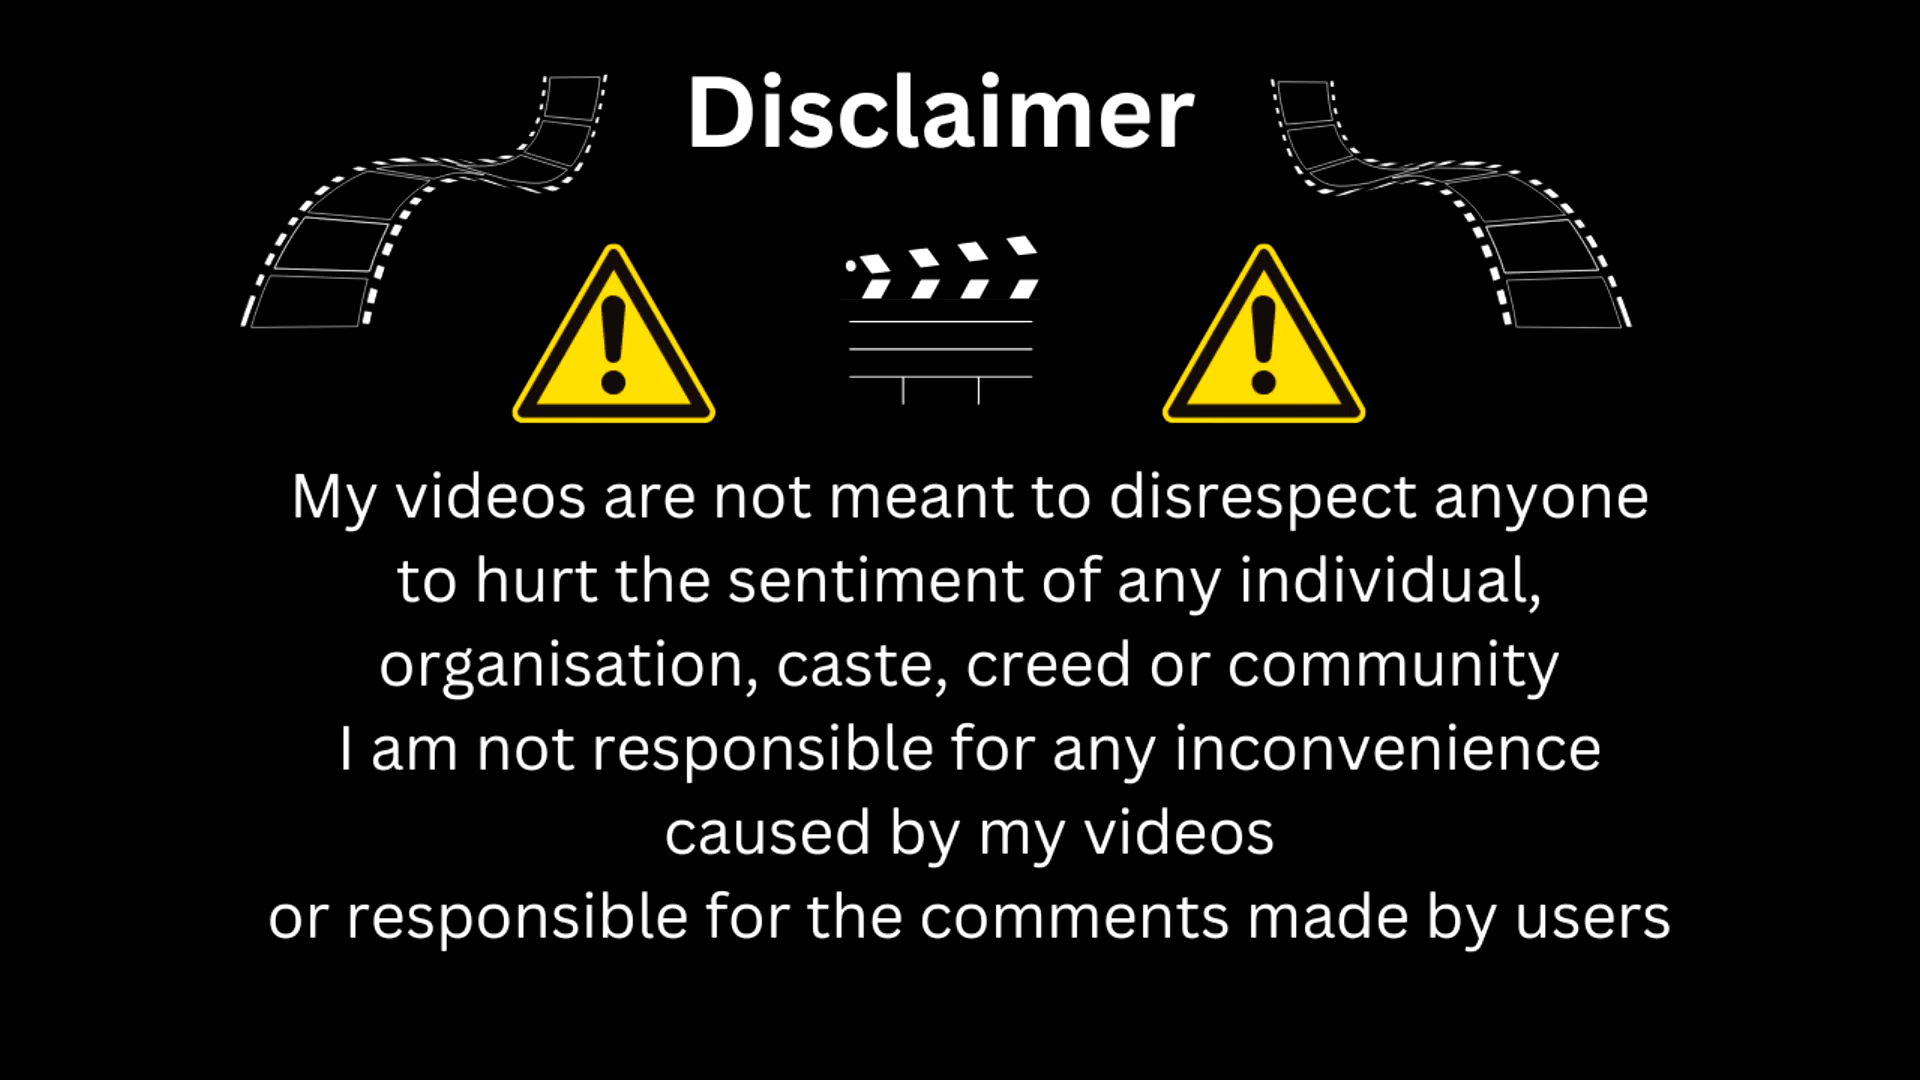 Disclaimer
My videos are not meant to disrespect anyone
to hurt the sentiment of any individual,
organisation, caste, creed or community
I am not responsible for any inconvenience
caused by my videos
or responsible for the comments made by users